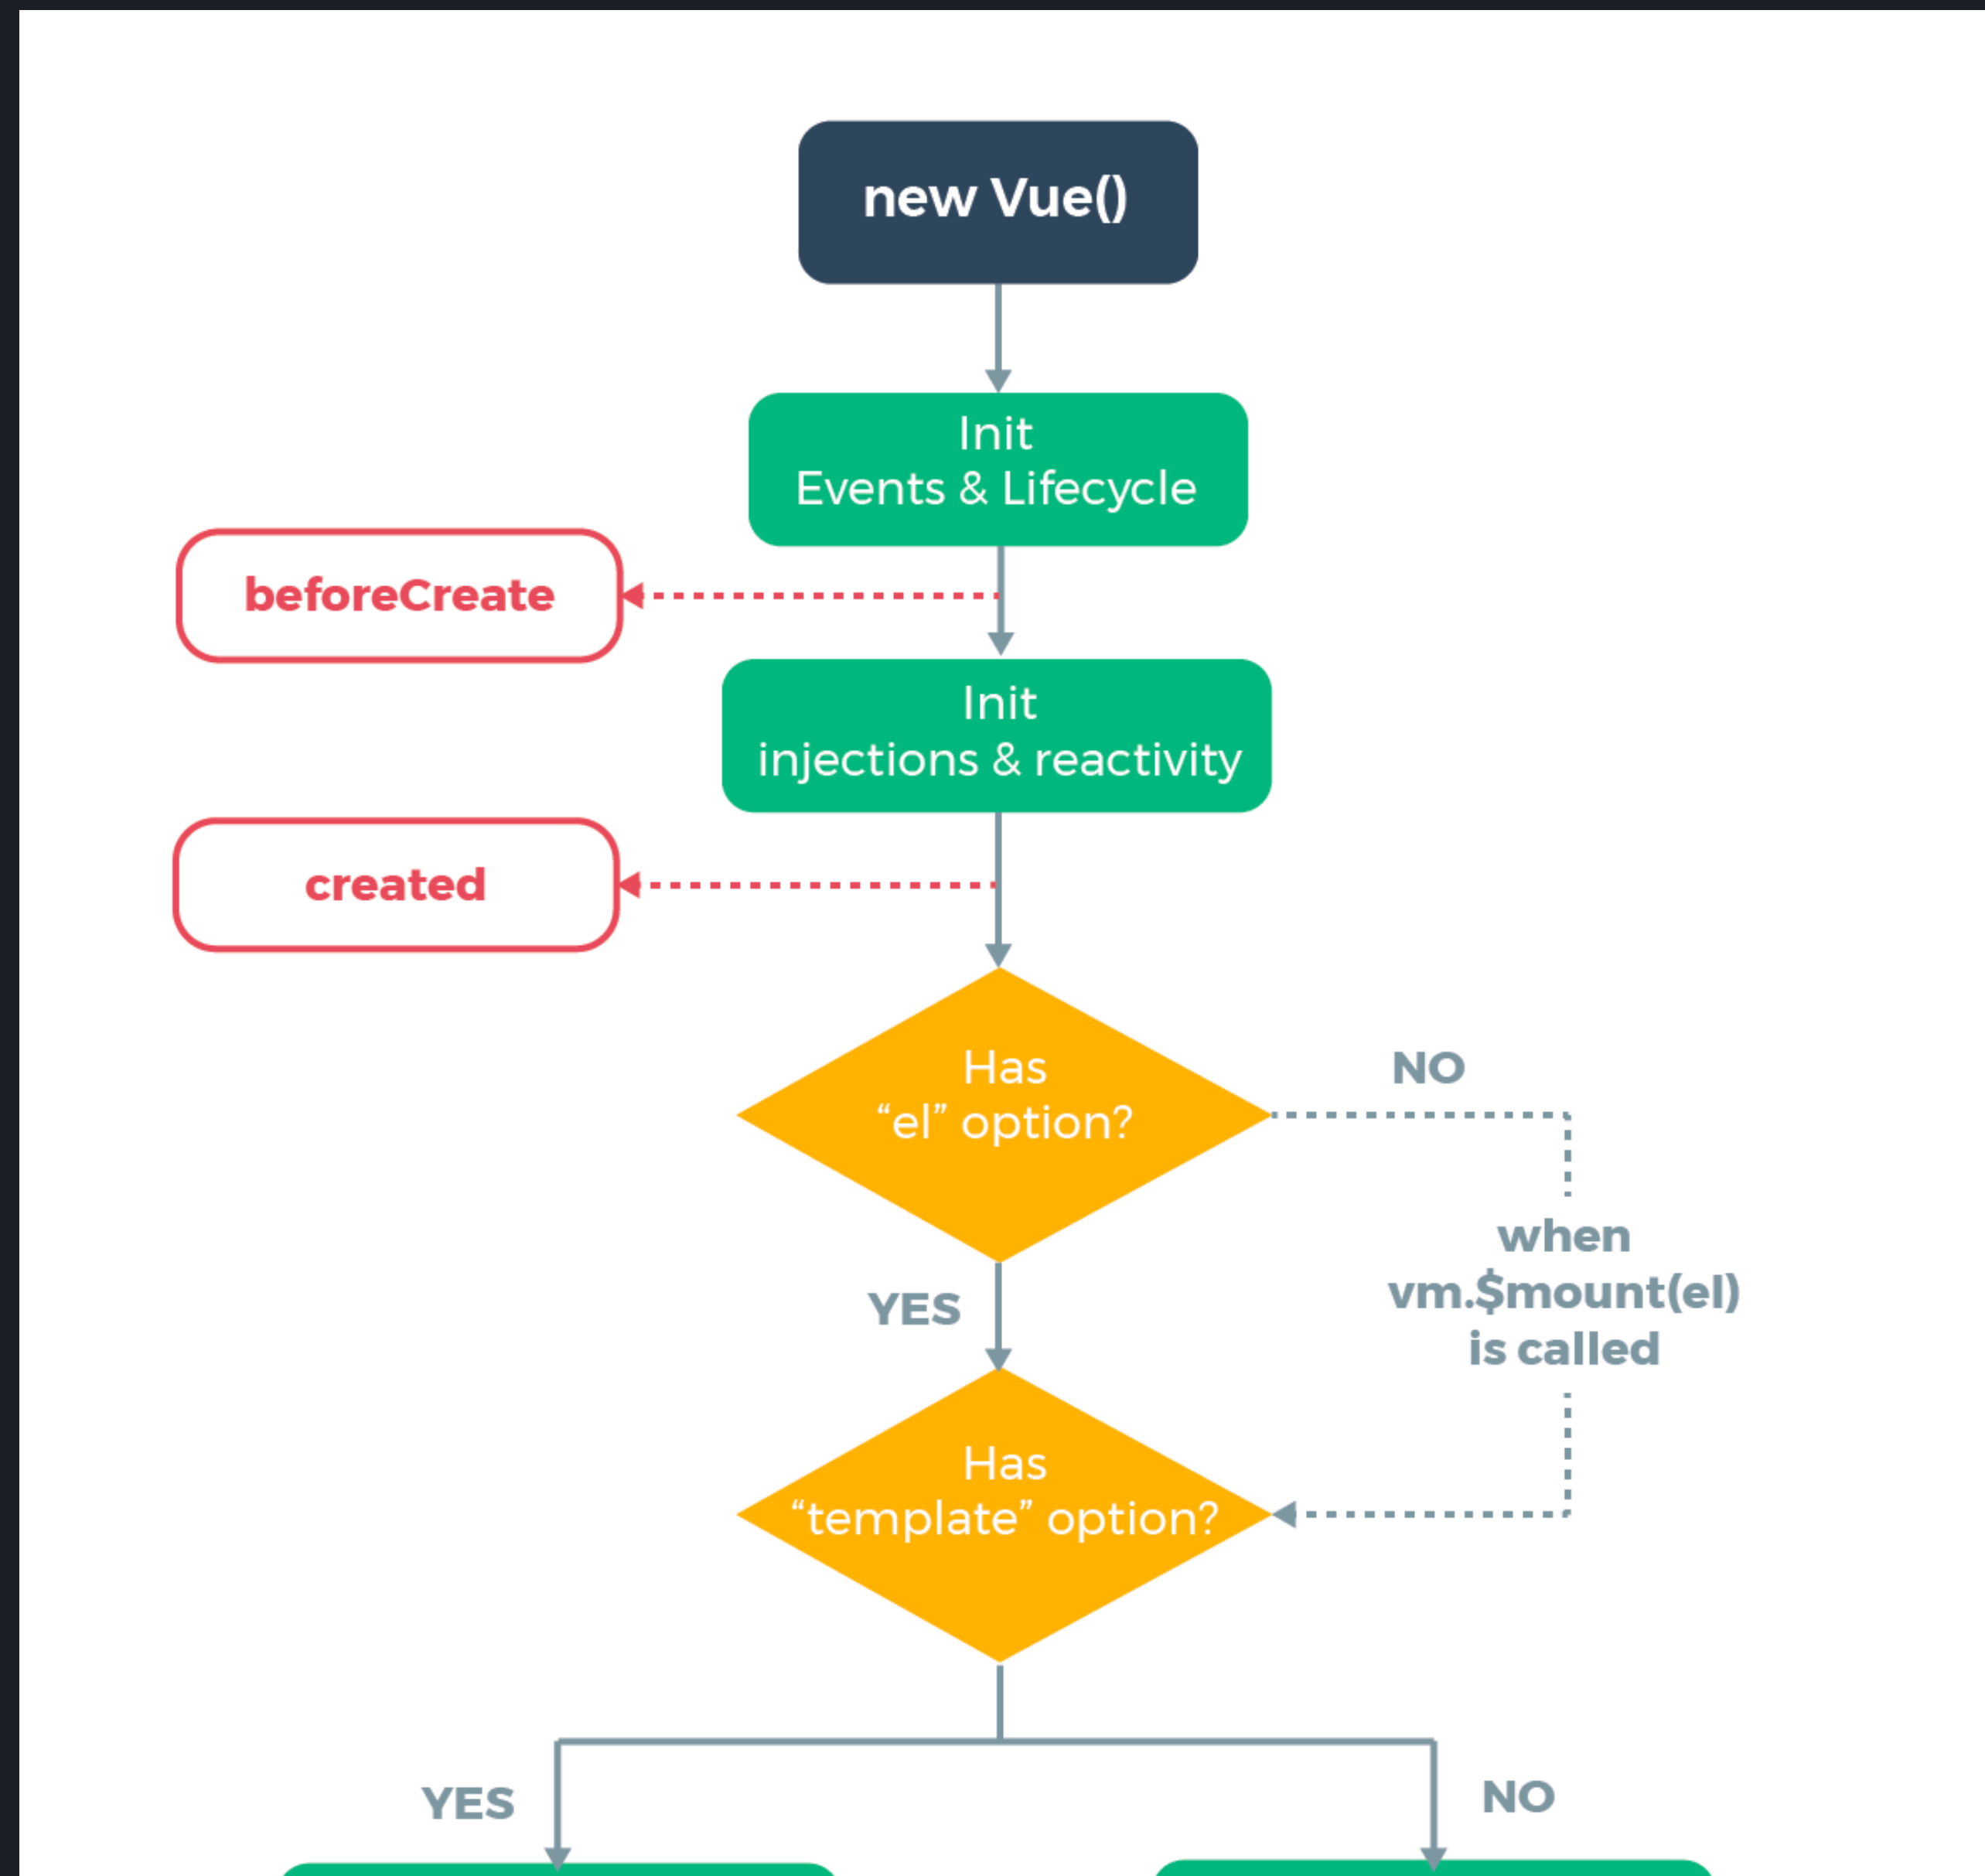 new Vue()
Init
Events & Lifecycle
beforeCreate
Init
injections & reactivity
created
Has
“el” option?
NO
when
vm.$mount(el)
is called
YES
Has
“template” option?
YES
NO